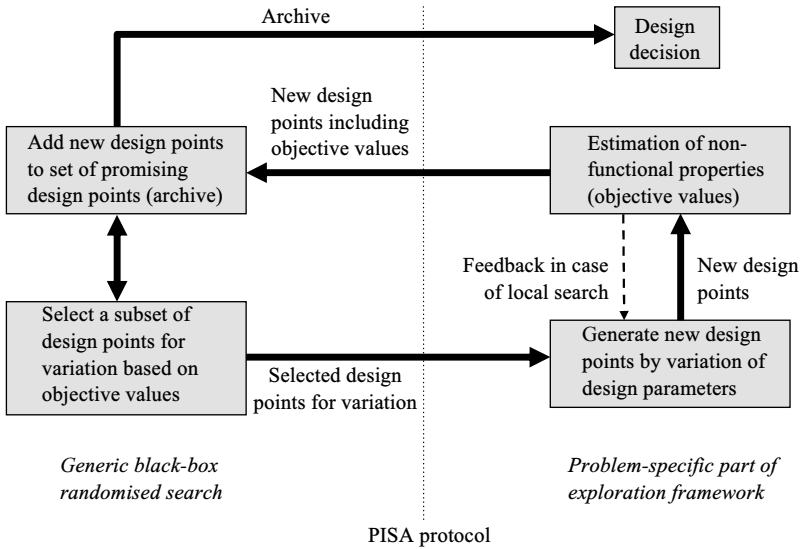 Archive
Design
decision
New design
points including
objective values
Add new design points
to set of promising
design points (archive)
Estimation of non-
functional properties
(objective values)
Feedback in case
of local search
New design
points
Select a subset of
design points for
variation based on
objective values
Generate new design
points by variation of
design parameters
Selected design
points for variation
Generic black-box
randomised search
Problem-specific part of
exploration framework
PISA protocol